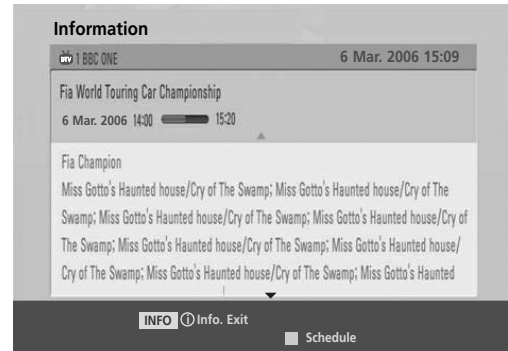 Information
DTV 1 BBC ONE 6 Mar. 2006 15:09
Fia World Touring Car Championship
6 Mar. 2006 14:00 15:20
Fia Champion
Miss Gotto's Haunted house/Cry of The Swamp; Miss Gotto's Haunted house/Cry of The
Swamp; Miss Gotto's Haunted house/Cry of The Swamp; Miss Gotto's Haunted house/Cry of
The Swamp; Miss Gotto's Haunted house/Cry of The Swamp; Miss Gotto's Haunted house/
Cry of The Swamp; Miss Gotto's Haunted house/Cry of The Swamp; Miss Gotto's Haunted
INFO ⓘ Info. Exit
Schedule